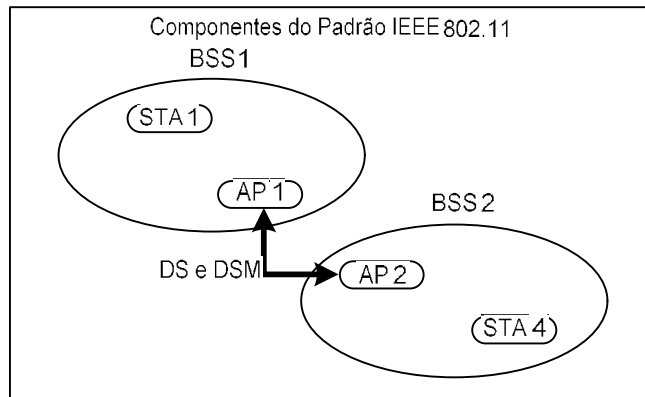 Componentes do Padrão IEEE 802.11
BSS1
STA 1
AP 1
BSS2
DS e DSM
AP 2
STA 4